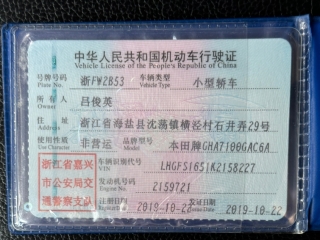 中华人民共和国机动车行驶证
Vehicle License of the People's Republic of China
号牌号码 浙FW2B53 车辆类型 小型轿车
Plate No. Vehicle Type
所有人 吕俊英
Owner
住址 浙江省海盐县沈荡镇横泾村石井弄29号
使用性质 非营运 品牌型号 本田牌GHA7100GAC6A
浙江省嘉兴 车辆识别代号 LHGFS1651K2158227
VIN
市公安局交 发动机号码 2159721
Engine No.
通警察支队 注册日期 2019-10-22 发证日期 2019-10-22